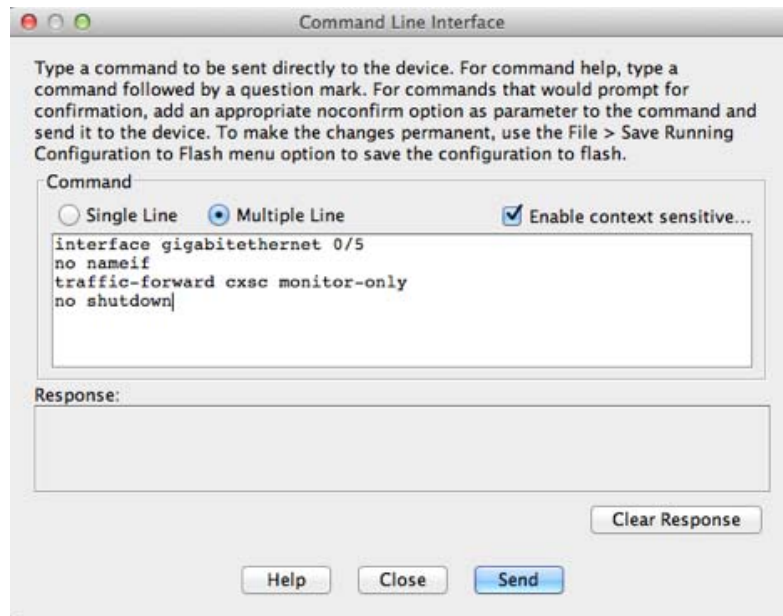 Command Line Interface
Type a command to be sent directly to the device. For command help, type a
command followed by a question mark. For commands that would prompt for
confirmation, add an appropriate noconfirm option as parameter to the command and
send it to the device. To make the changes permanent, use the File > Save Running
Configuration to Flash menu option to save the configuration to flash.
Command
Single Line Multiple Line Enable context sensitive...
interface gigabitethernet 0/5
no nameif
traffic-forward cxsc monitor-only
no shutdown
Response:
Clear Response
Help Close Send